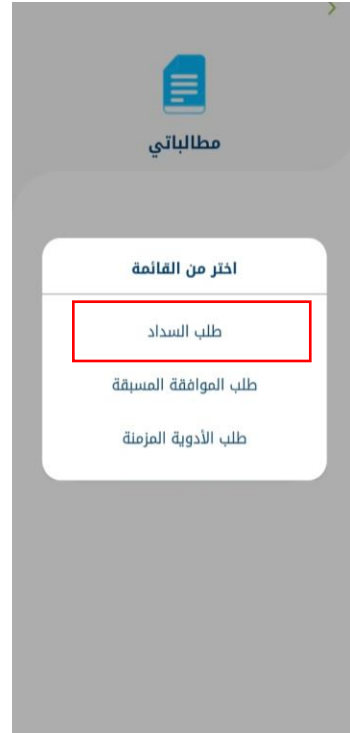 مطالباتي
اختر من القائمة
طلب السداد
طلب الموافقة المسبقة
طلب الأدوية المزمنة